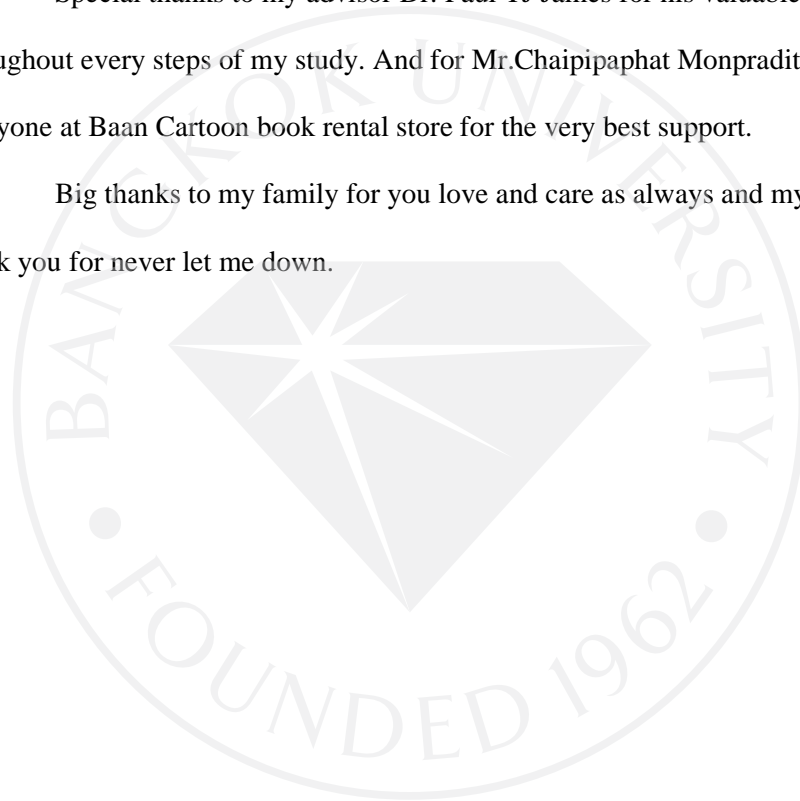 Special thanks to my advisor Dr. Paul TJ James for his valuable
ughout every steps of my study. And for Mr.Chaipipaphat Monpradit
yone at Baan Cartoon book rental store for the very best support.
Big thanks to my family for you love and care as always and my
k you for never let me down.
BANGKOK UNIVERSITY
FOUNDED 1962